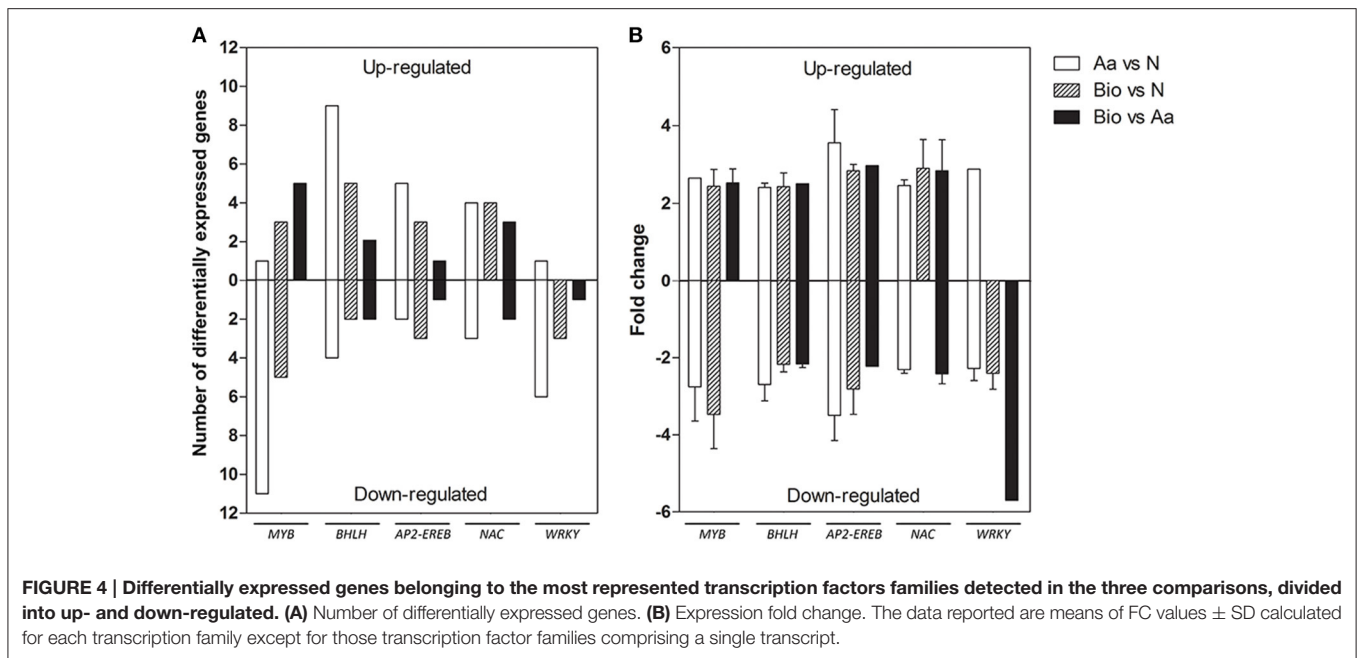 A
B
12
10
8
6
4
2
0
2
4
6
8
10
12
Number of differentially expressed genes
Up-regulated
Down-regulated
MYB BHLH AP2-EREB NAC WRKY
6
4
2
0
-2
-4
-6
Fold change
Up-regulated
Down-regulated
MYB BHLH AP2-EREB NAC WRKY
Aa vs N
Bio vs N
Bio vs Aa
FIGURE 4 | Differentially expressed genes belonging to the most represented transcription factors families detected in the three comparisons, divided
into up- and down-regulated. (A) Number of differentially expressed genes. (B) Expression fold change. The data reported are means of FC values ± SD calculated
for each transcription family except for those transcription factor families comprising a single transcript.